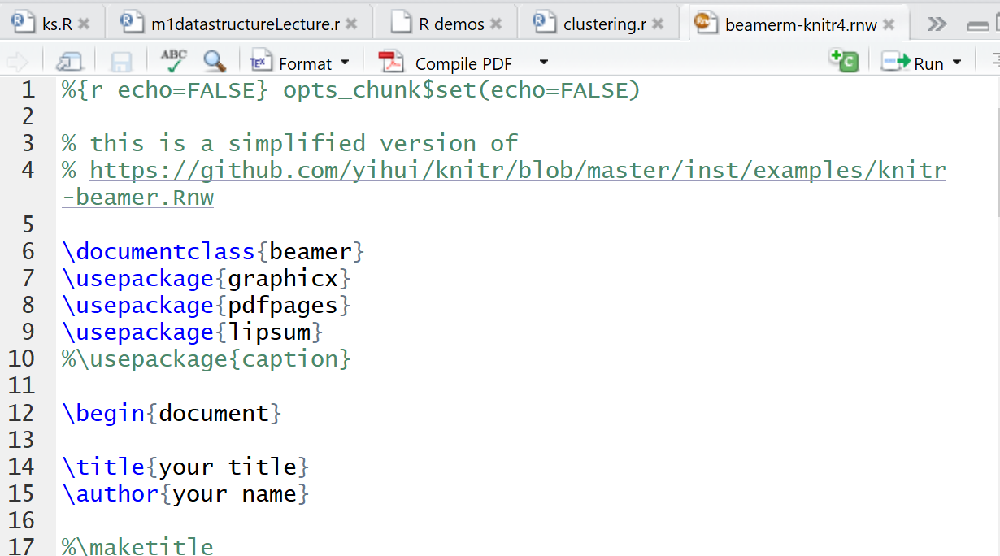 ks.R m1datastructureLecture.r R demos clustering.r beamerm-knitr4.rnw
ABC TEX Format Compile PDF C Run
1 %{r echo=FALSE} opts_chunk$set(echo=FALSE)
2
3 % this is a simplified version of
4 % https://github.com/yihui/knitr/blob/master/inst/examples/knitr
-beamer.Rnw
5
6 \documentclass{beamer}
7 \usepackage{graphicx}
8 \usepackage{pdfpages}
9 \usepackage{lipsum}
10 %\usepackage{caption}
11
12 \begin{document}
13
14 \title{your title}
15 \author{your name}
16
17 %\maketitle